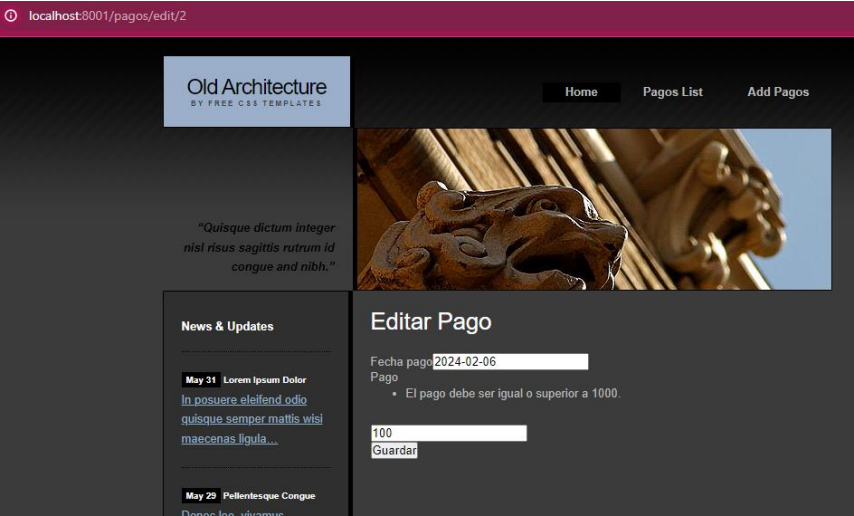 localhost:8001/pagos/edit/2
Old Architecture
BY FREE CSS TEMPLATES
Home
Pagos List
Add Pagos
"Quisque dictum integer
nisl risus sagittis rutrum id
congue and nibh."
News & Updates
May 31 Lorem Ipsum Dolor
In posuere eleifend odio
quisque semper mattis wisi
maecenas ligula…
May 29 Pellentesque Congue
Donec leo, vivamus
Editar Pago
Fecha pago 2024-02-06
Pago
• El pago debe ser igual o superior a 1000.
100
Guardar